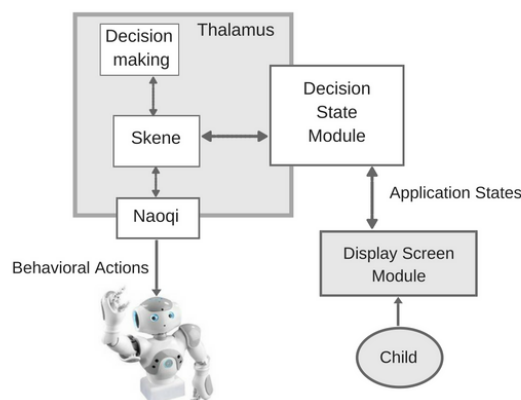 Decision
making
Thalamus
Decision
State
Module
Skene
Naoqi
Application States
Behavioral Actions
Display Screen
Module
Child